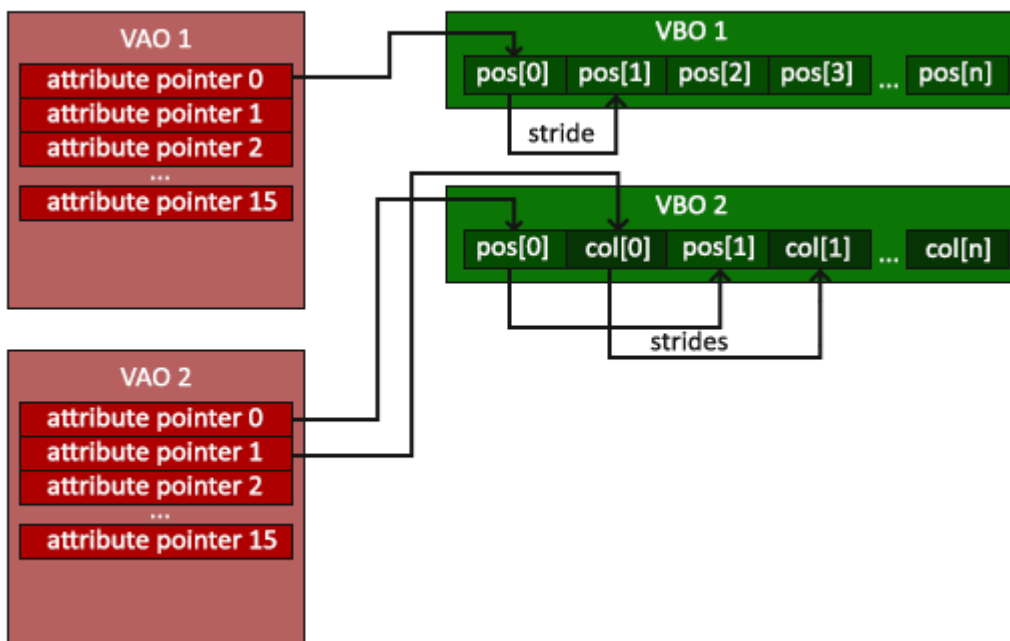 VAO 1
attribute pointer 0
attribute pointer 1
attribute pointer 2
...
attribute pointer 15
VBO 1
pos[0] pos[1] pos[2] pos[3] ... pos[n]
stride
VBO 2
pos[0] col[0] pos[1] col[1] ... col[n]
strides
VAO 2
attribute pointer 0
attribute pointer 1
attribute pointer 2
...
attribute pointer 15